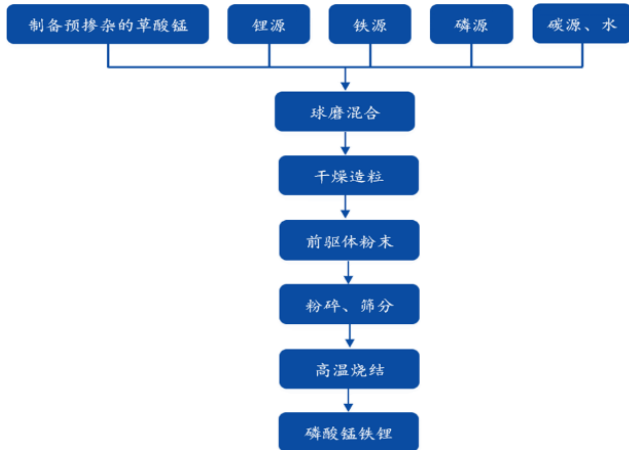 制备预掺杂的草酸锰
锂源
铁源
磷源
碳源、水
球磨混合
干燥造粒
前驱体粉末
粉碎、筛分
高温烧结
磷酸锰铁锂